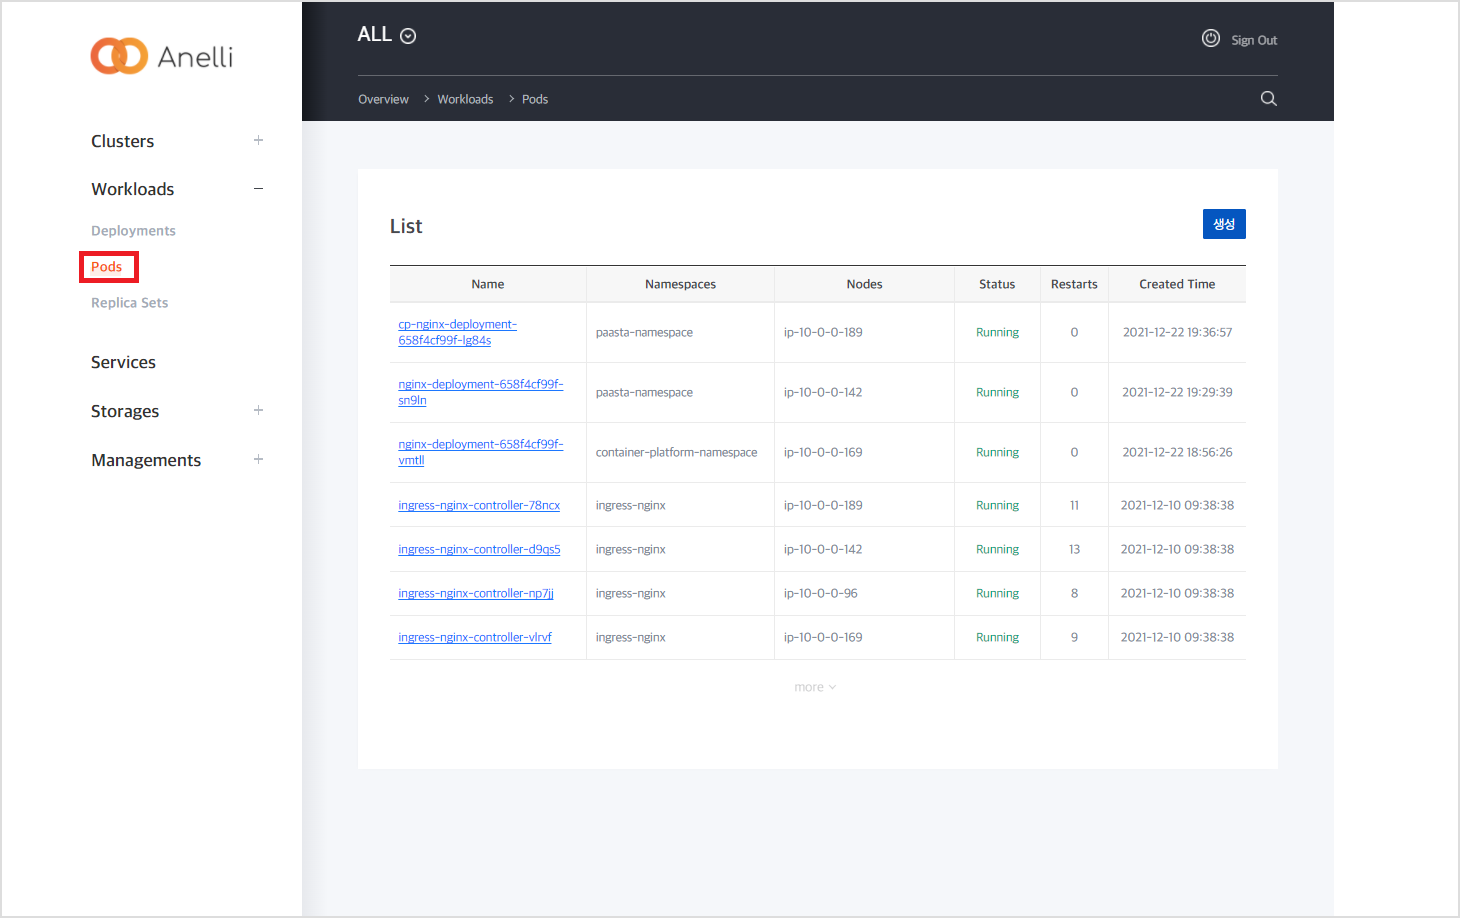 Anelli
Clusters
Workloads
Deployments
Pods
Replica Sets
Services
Storages
Managements
ALL
Sign Out
Overview > Workloads > Pods
List
생성
Name Namespaces Nodes Status Restarts Created Time
cp-nginx-deployment-
658f4cf99f-lg84s
paasta-namespace ip-10-0-0-189 Running 0 2021-12-22 19:36:57
nginx-deployment-658f4cf99f-
sn9ln
paasta-namespace ip-10-0-0-142 Running 0 2021-12-22 19:29:39
nginx-deployment-658f4cf99f-
vmtll
container-platform-namespace ip-10-0-0-169 Running 0 2021-12-22 18:56:26
ingress-nginx-controller-78ncx ingress-nginx ip-10-0-0-189 Running 11 2021-12-10 09:38:38
ingress-nginx-controller-d9qs5 ingress-nginx ip-10-0-0-142 Running 13 2021-12-10 09:38:38
ingress-nginx-controller-np7jj ingress-nginx ip-10-0-0-96 Running 8 2021-12-10 09:38:38
ingress-nginx-controller-vlrvf ingress-nginx ip-10-0-0-169 Running 9 2021-12-10 09:38:38
more